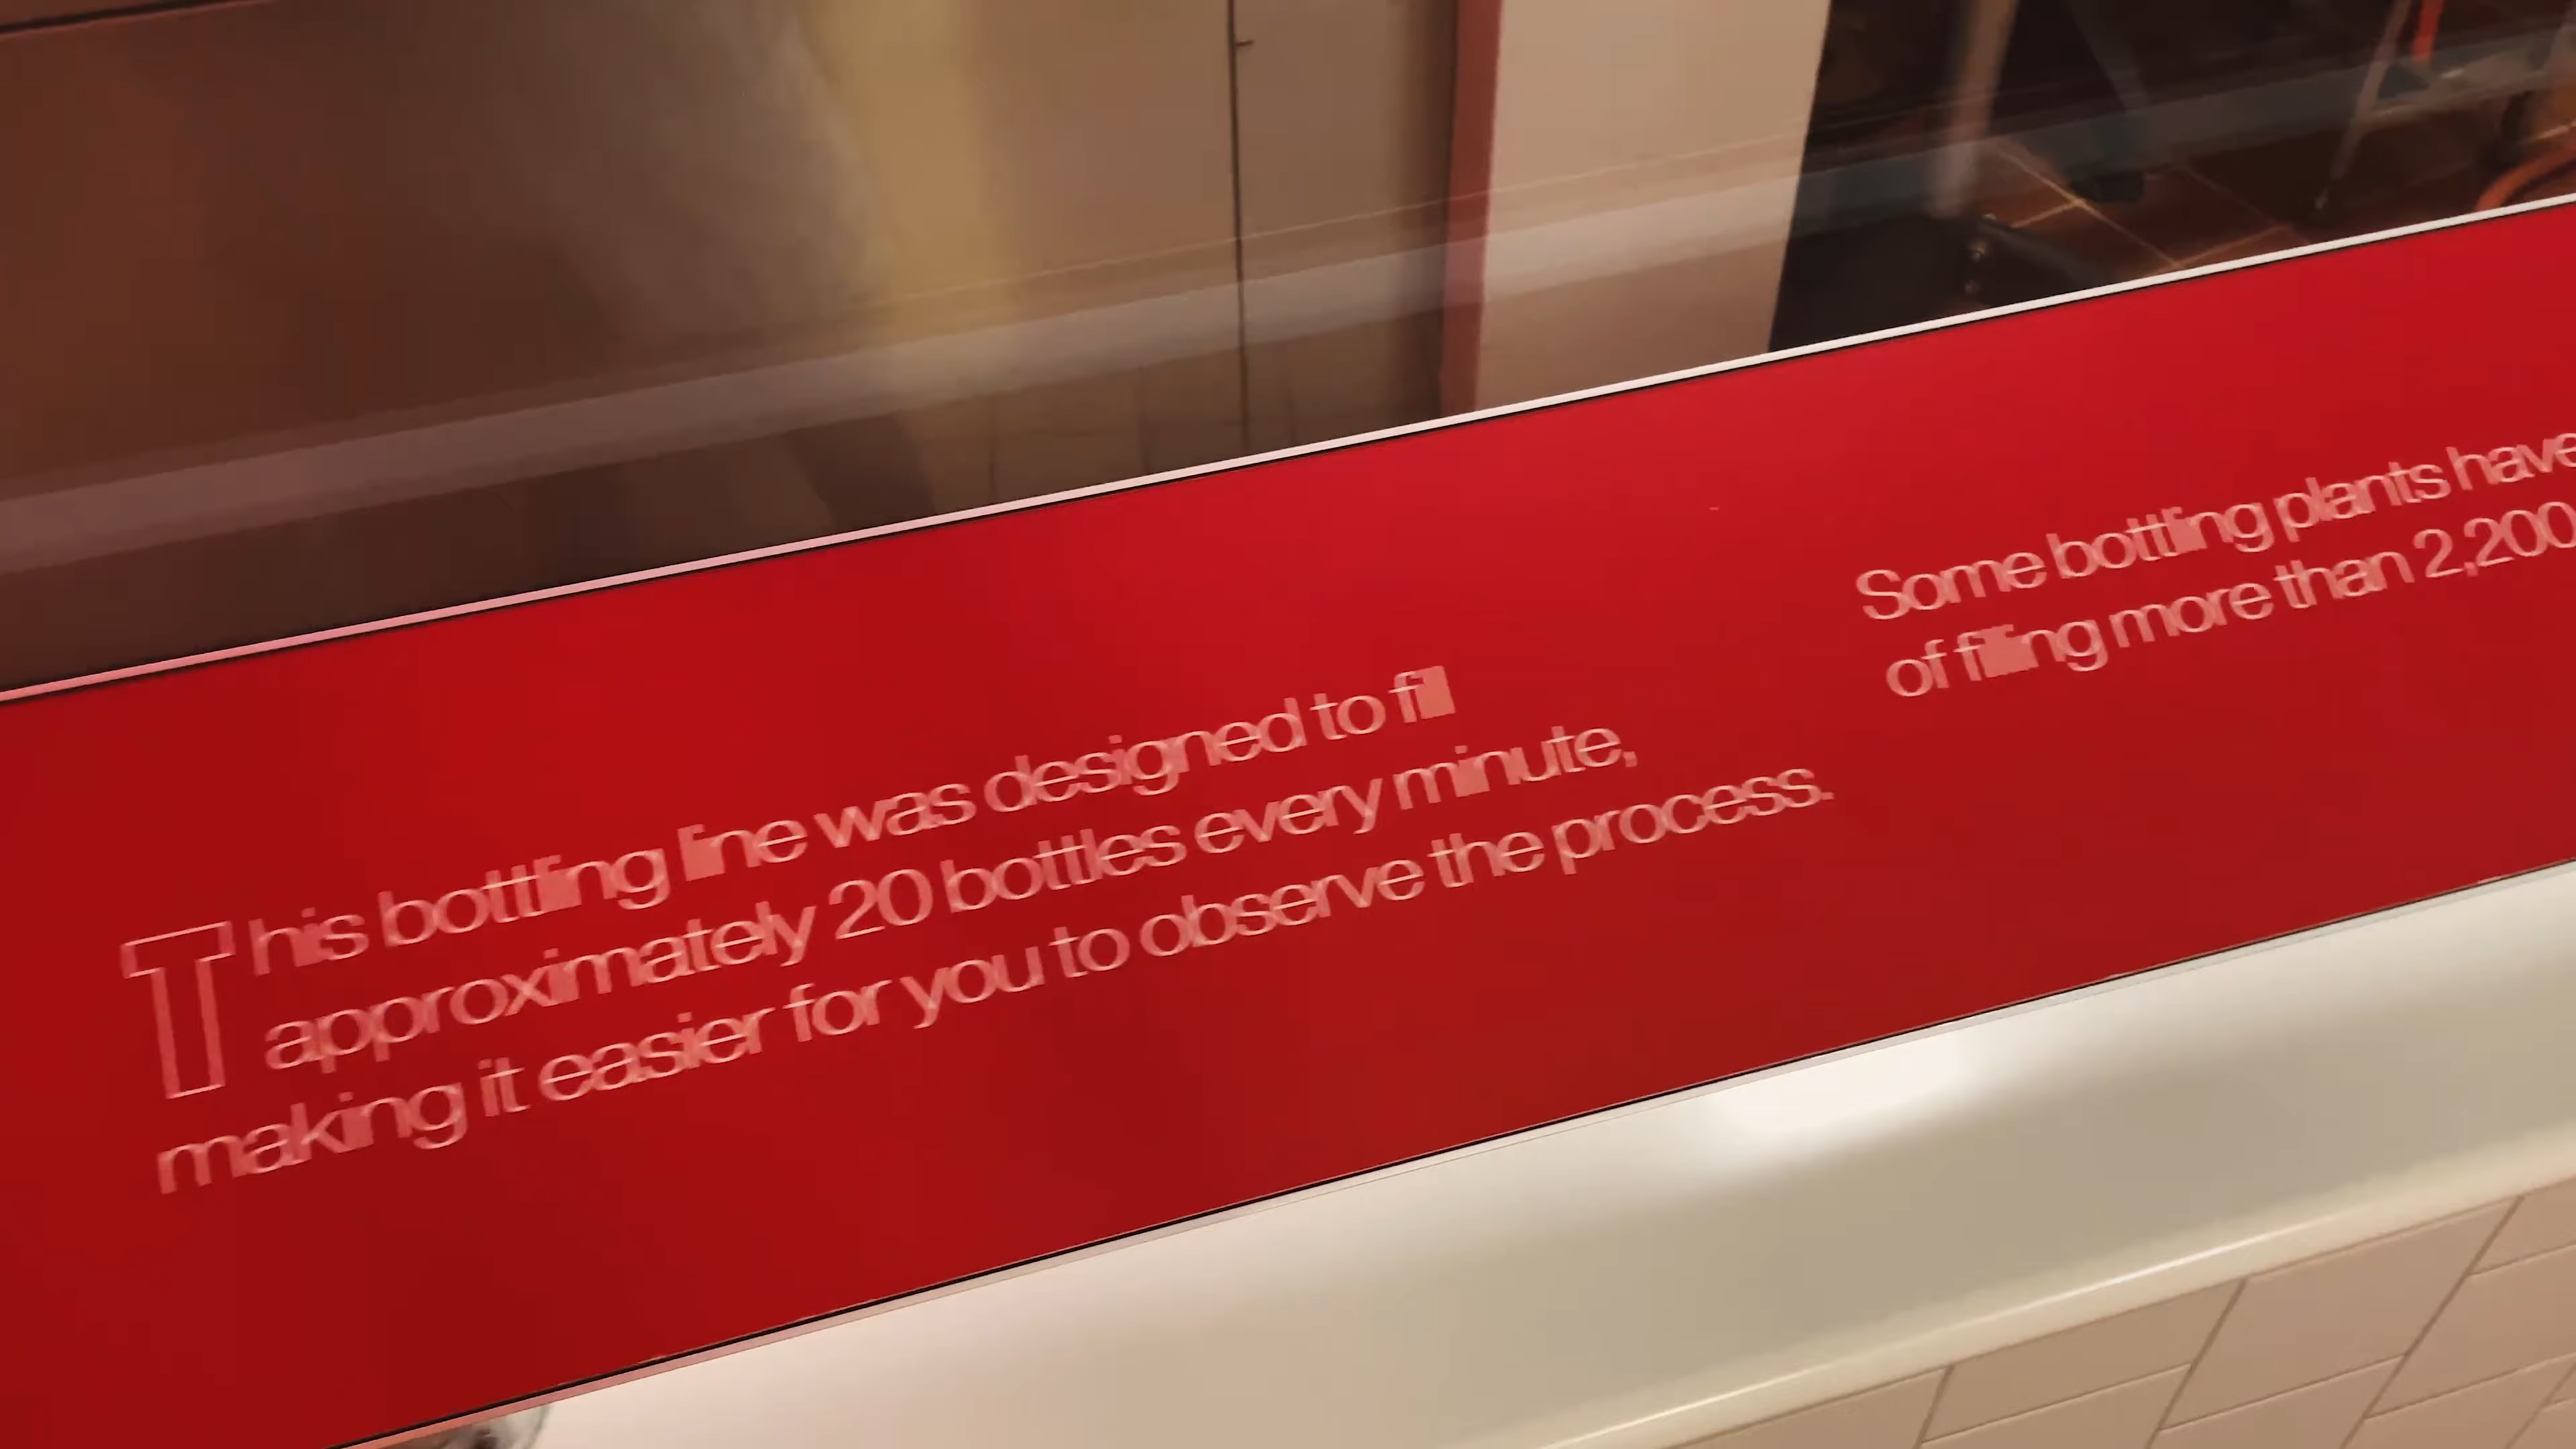 This bottling line was designed to fill
approximately 20 bottles every minute,
making it easier for you to observe the process.
Some bottling plants have
of filling more than 2,200